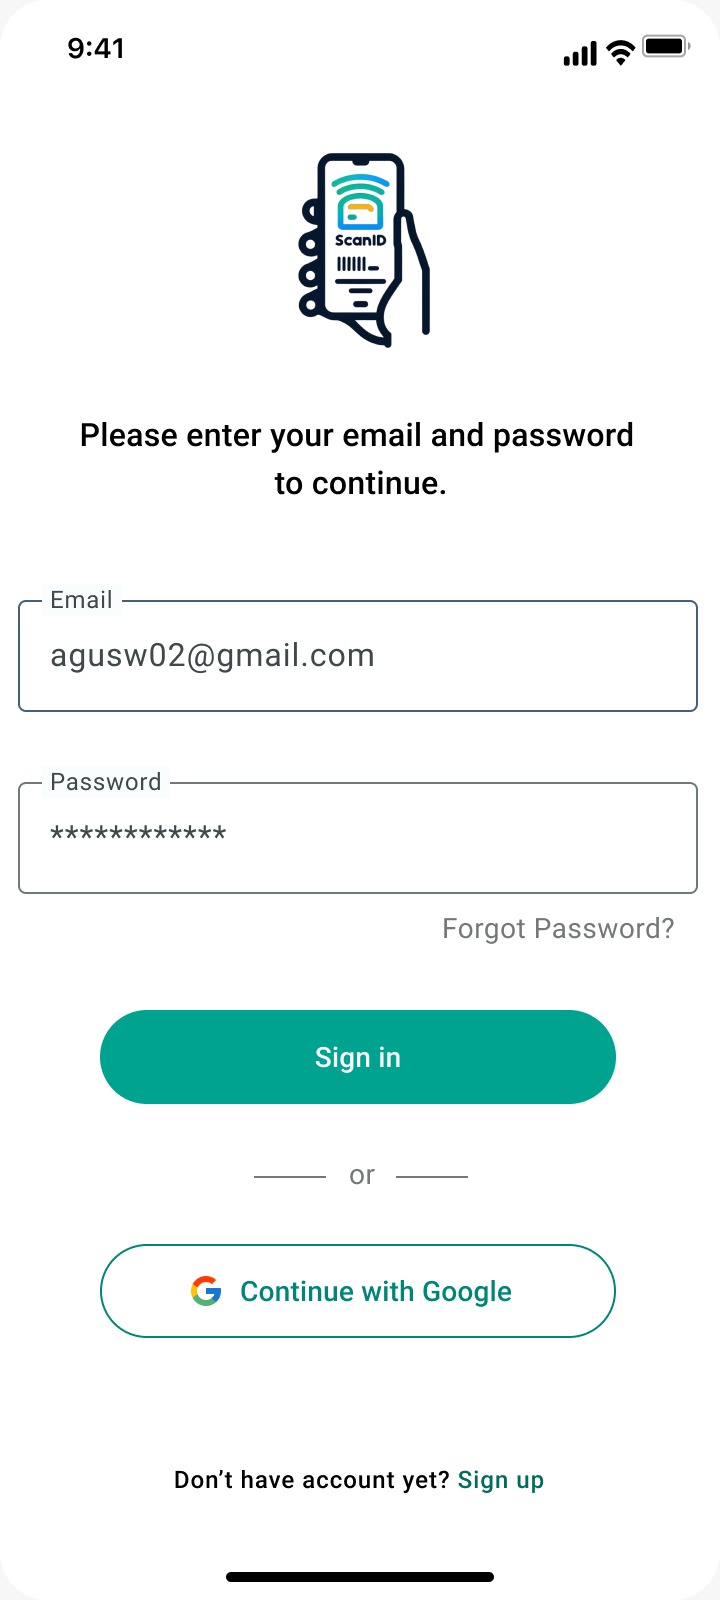 9:41
ScanID
Please enter your email and password
to continue.
Email
agusw02@gmail.com
Password
************
Forgot Password?
Sign in
or
Continue with Google
Don’t have account yet? Sign up